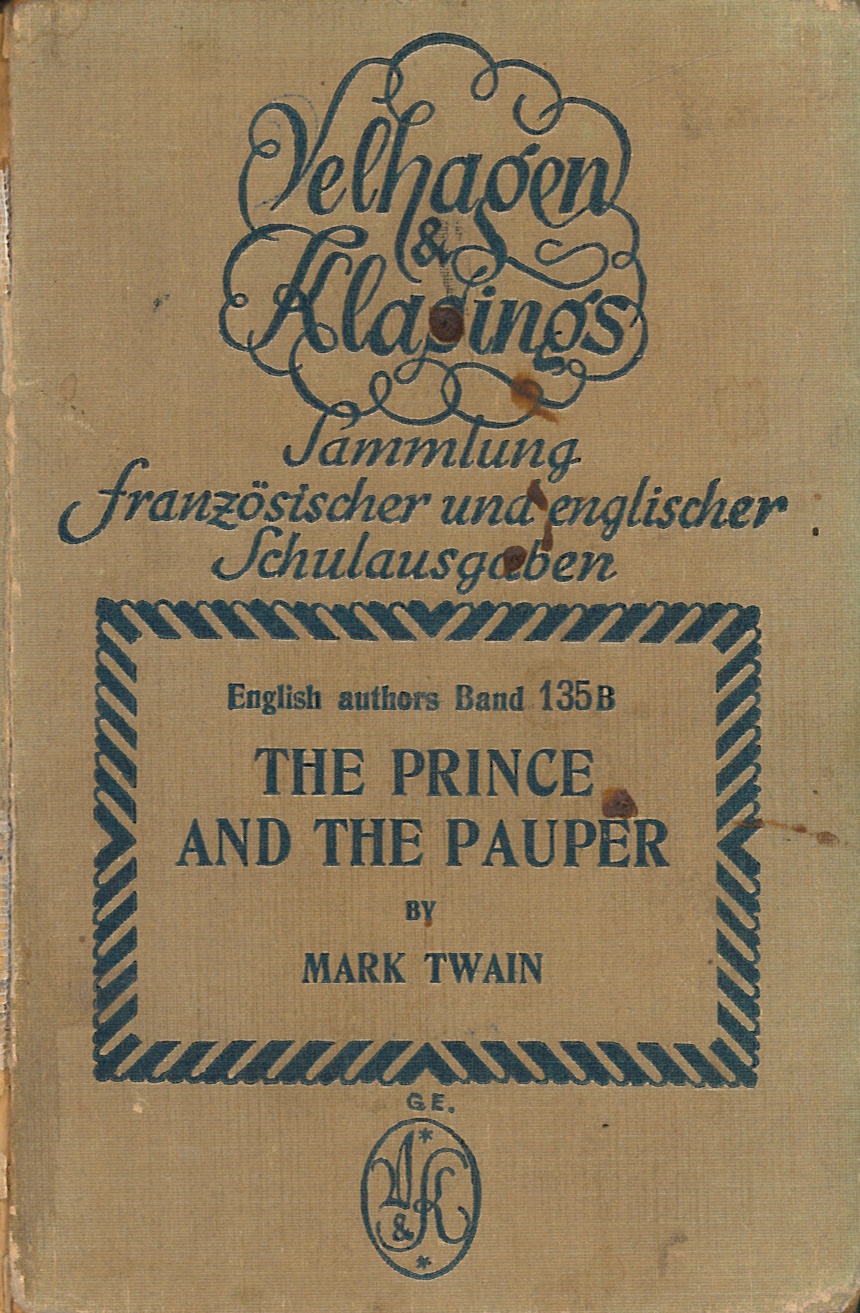 Velhagen
&
Klasings
Sammlung
französischer und englischer
Schulausgaben
English authors Band 135B
THE PRINCE
AND THE PAUPER
BY
MARK TWAIN
G.E.
V
&
K